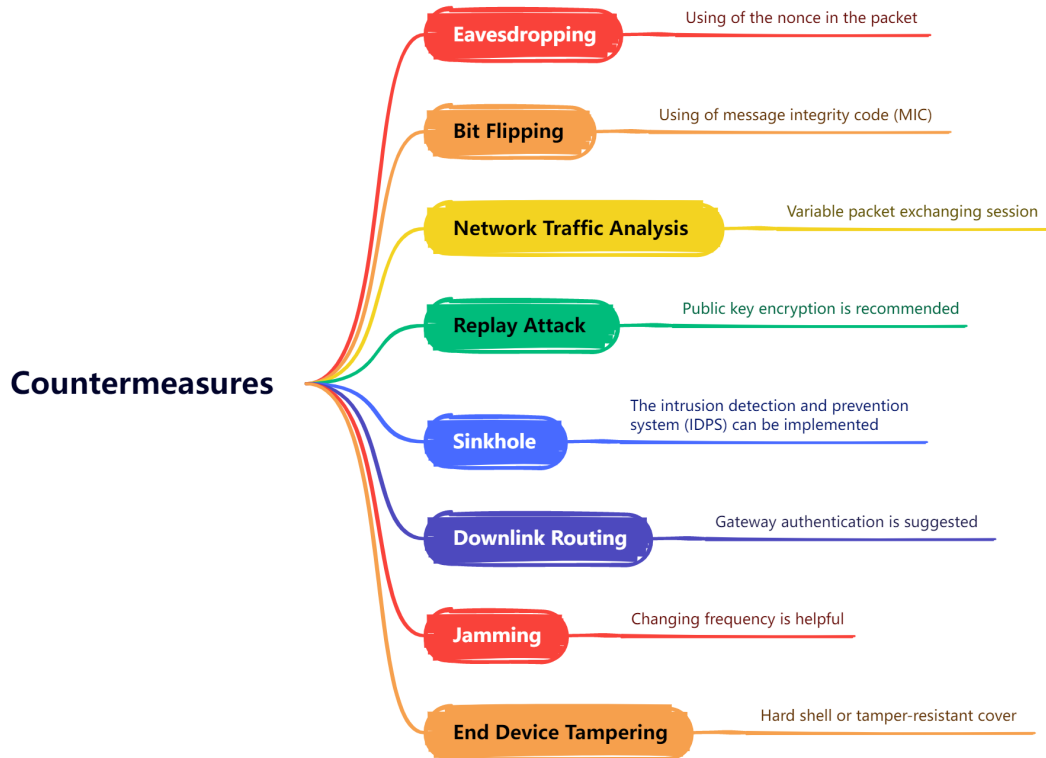 Countermeasures
Eavesdropping
Using of the nonce in the packet
Bit Flipping
Using of message integrity code (MIC)
Network Traffic Analysis
Variable packet exchanging session
Replay Attack
Public key encryption is recommended
Sinkhole
The intrusion detection and prevention
system (IDPS) can be implemented
Downlink Routing
Gateway authentication is suggested
Jamming
Changing frequency is helpful
End Device Tampering
Hard shell or tamper-resistant cover